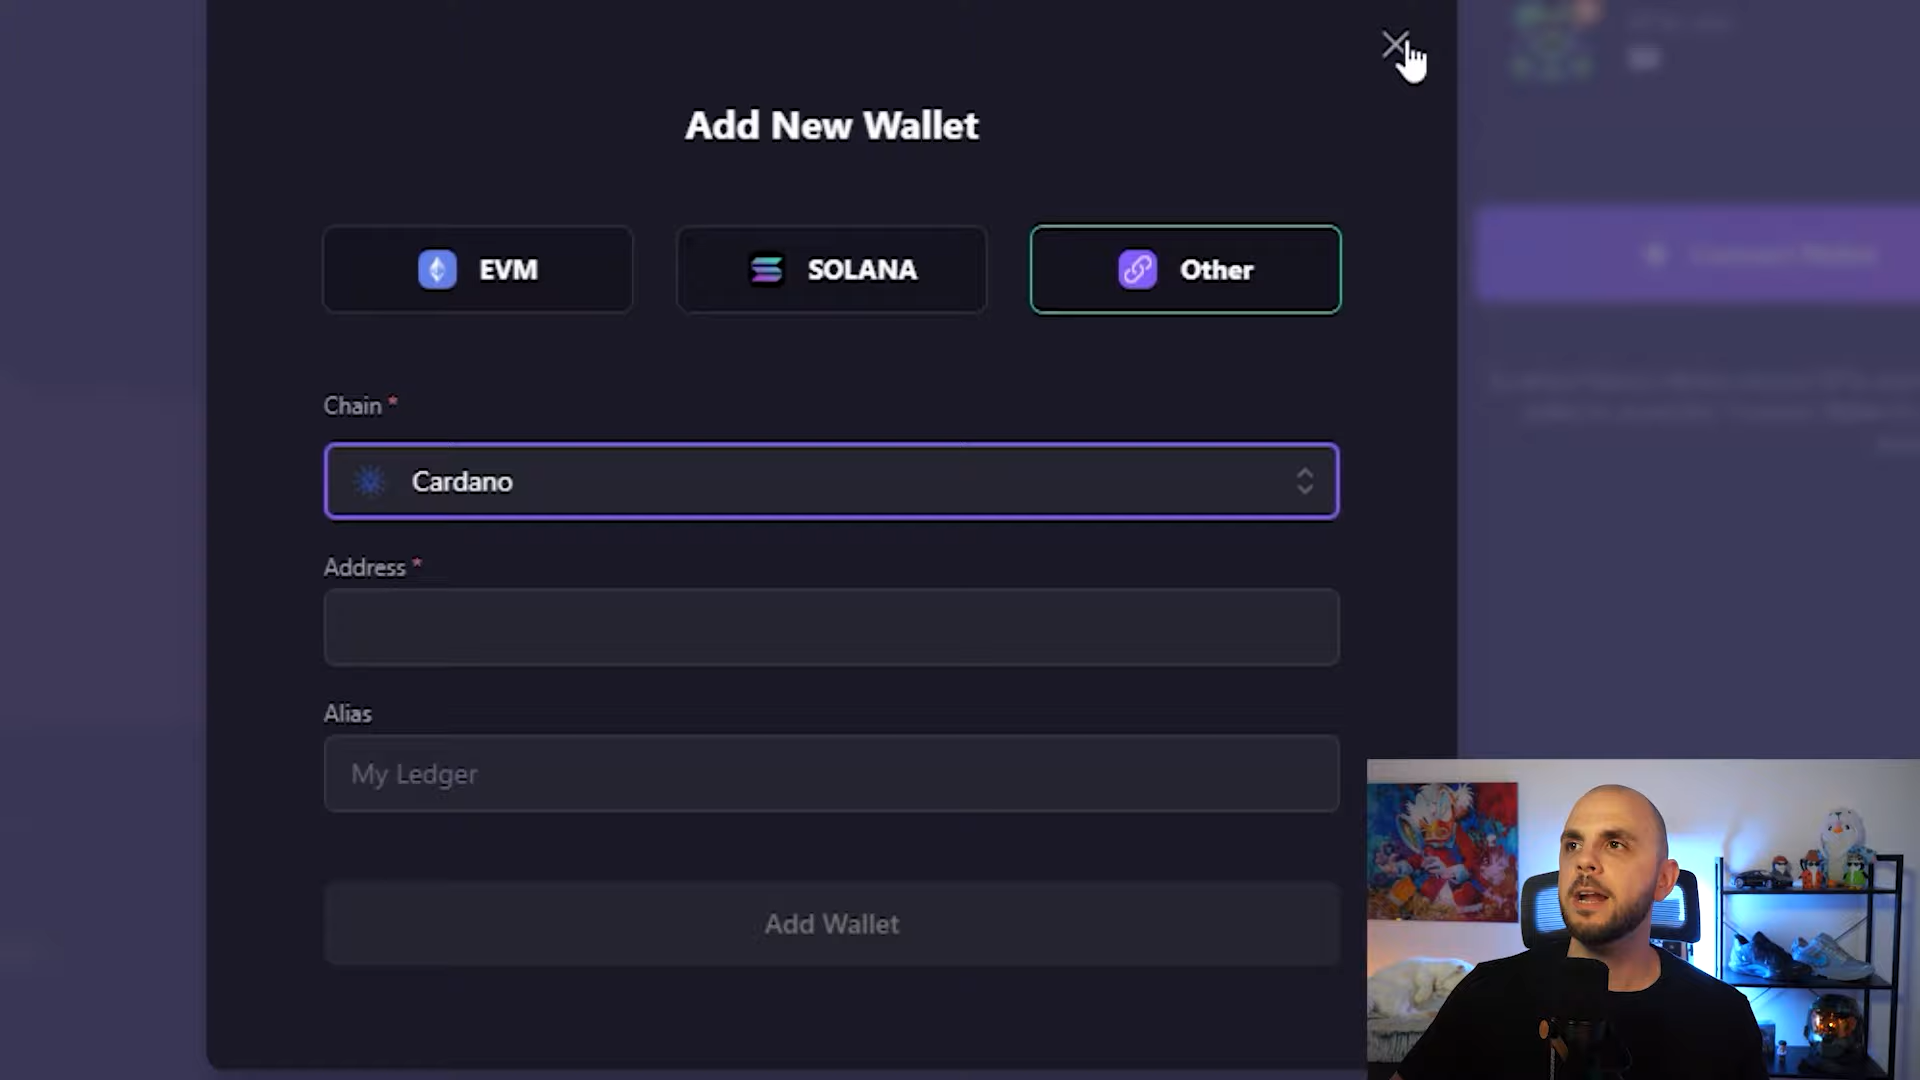 Add New Wallet
EVM
SOLANA
Other
Chain *
Cardano
Address *
Alias
My Ledger
Add Wallet